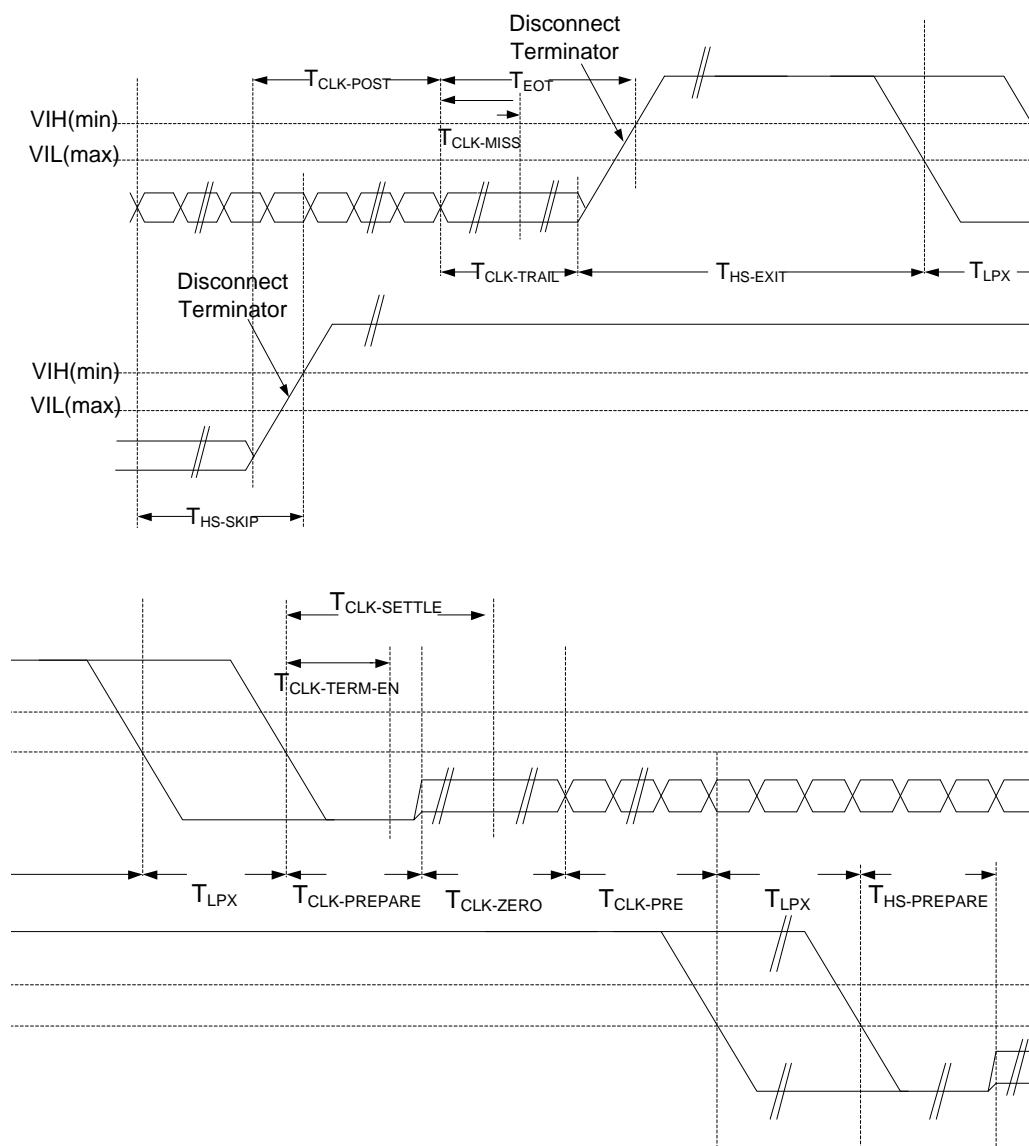 Disconnect
Terminator
TCLK-POST
TEOT
VIH(min)
TCLK-MISS
VIL(max)
TCLK-TRAIL
THS-EXIT
TLPX
Disconnect
Terminator
VIH(min)
VIL(max)
THS-SKIP
TCLK-SETTLE
TCLK-TERM-EN
TLPX
TCLK-PREPARE
TCLK-ZERO
TCLK-PRE
TLPX
THS-PREPARE